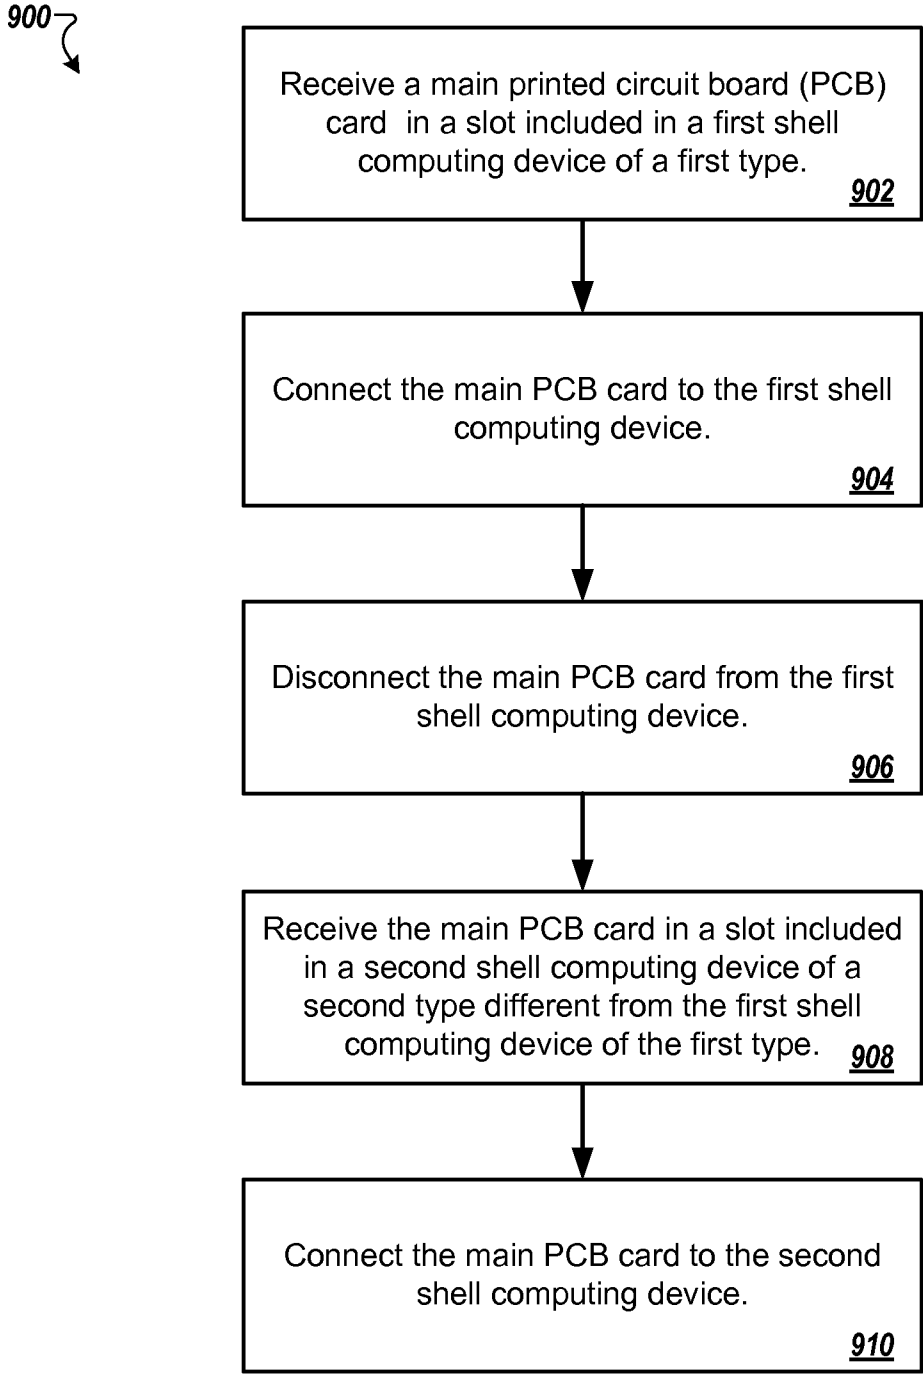 900
Receive a main printed circuit board (PCB)
card in a slot included in a first shell
computing device of a first type.
902
Connect the main PCB card to the first shell
computing device.
904
Disconnect the main PCB card from the first
shell computing device.
906
Receive the main PCB card in a slot included
in a second shell computing device of a
second type different from the first shell
computing device of the first type.
908
Connect the main PCB card to the second
shell computing device.
910